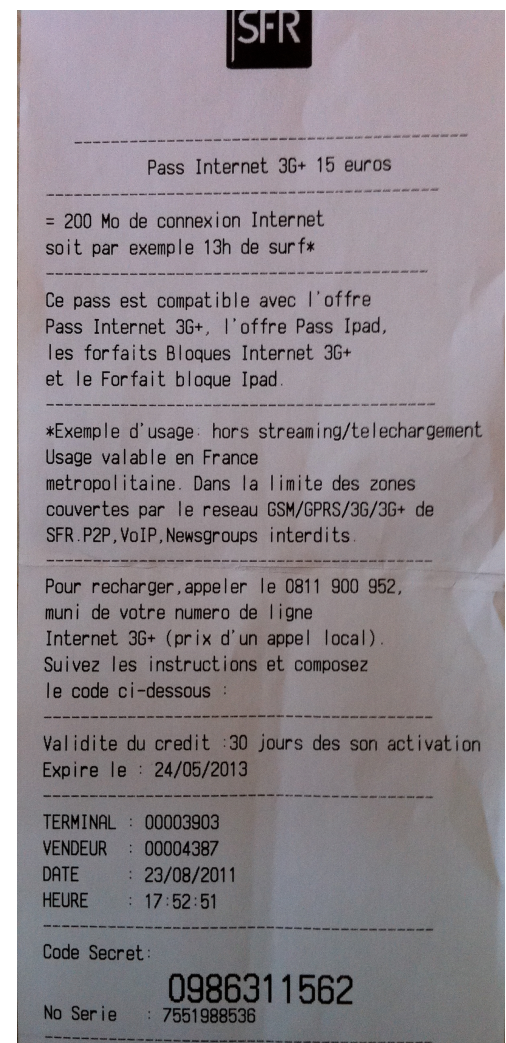 SFR
Pass Internet 3G+ 15 euros
= 200 Mo de connexion Internet
soit par exemple 13h de surf*
Ce pass est compatible avec l'offre
Pass Internet 3G+, l'offre Pass Ipad,
les forfaits Bloques Internet 3G+
et le Forfait bloque Ipad.
*Exemple d'usage: hors streaming/telechargement
Usage valable en France
metropolitaine. Dans la limite des zones
couvertes par le reseau GSM/GPRS/3G/3G+ de
SFR.P2P,VoIP,Newsgroups interdits.
Pour recharger,appeler le 0811 900 952,
muni de votre numero de ligne
Internet 3G+ (prix d'un appel local).
Suivez les instructions et composez
le code ci-dessous :
Validite du credit :30 jours des son activation
Expire le : 24/05/2013
TERMINAL : 00003903
VENDEUR : 00004387
DATE : 23/08/2011
HEURE : 17:52:51
Code Secret:
0986311562
No Serie : 7551988536